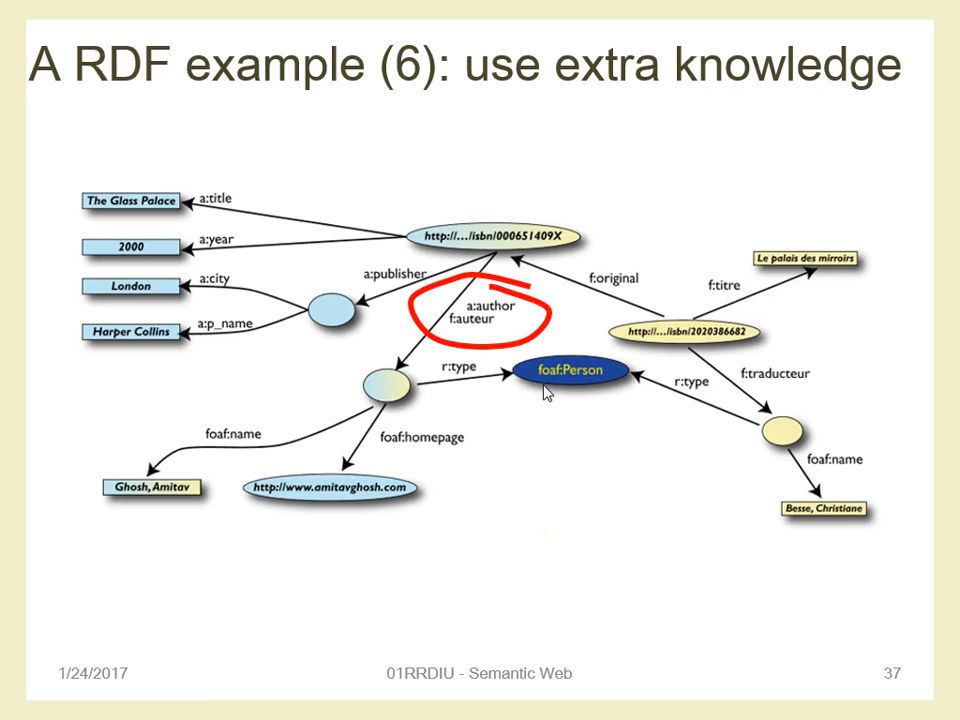 A RDF example (6): use extra knowledge
The Glass Palace
a:title
2000
a:year
http://…/isbn/000651409X
London
a:city
a:publisher
Harper Collins
a:p_name
a:author
f:auteur
f:original
Le palais des mirroirs
f:titre
http://…/isbn/2020386682
r:type
foaf:Person
r:type
f:traducteur
foaf:name
foaf:homepage
foaf:name
Ghosh, Amitav
http://www.amitavghosh.com
Besse, Christiane
1/24/2017
01RRDIU - Semantic Web
37